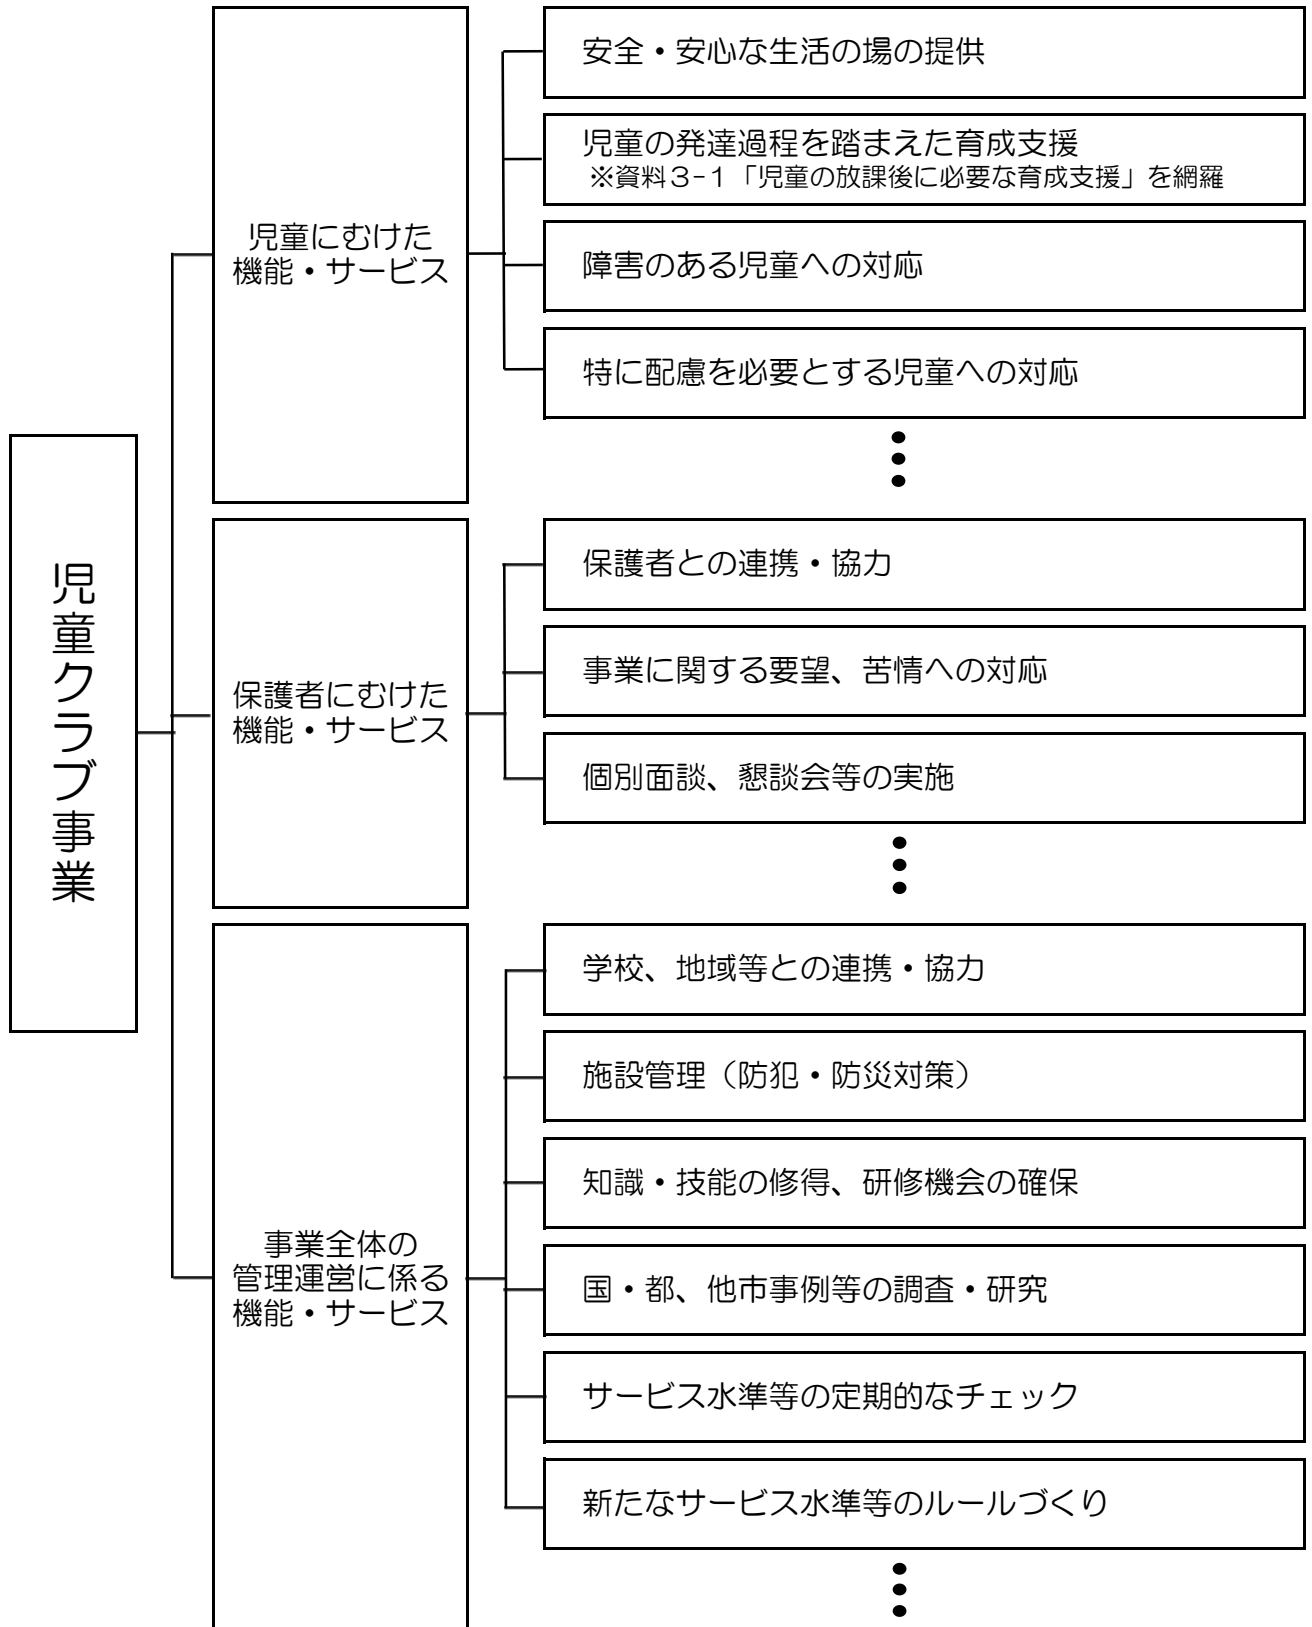 児童クラブ事業
児童にむけた
機能・サービス
安全・安心な生活の場の提供
児童の発達過程を踏まえた育成支援
※資料３-１「児童の放課後に必要な育成支援」を網羅
障害のある児童への対応
特に配慮を必要とする児童への対応
保護者にむけた
機能・サービス
保護者との連携・協力
事業に関する要望、苦情への対応
個別面談、懇談会等の実施
事業全体の
管理運営に係る
機能・サービス
学校、地域等との連携・協力
施設管理（防犯・防災対策）
知識・技能の修得、研修機会の確保
国・都、他市事例等の調査・研究
サービス水準等の定期的なチェック
新たなサービス水準等のルールづくり